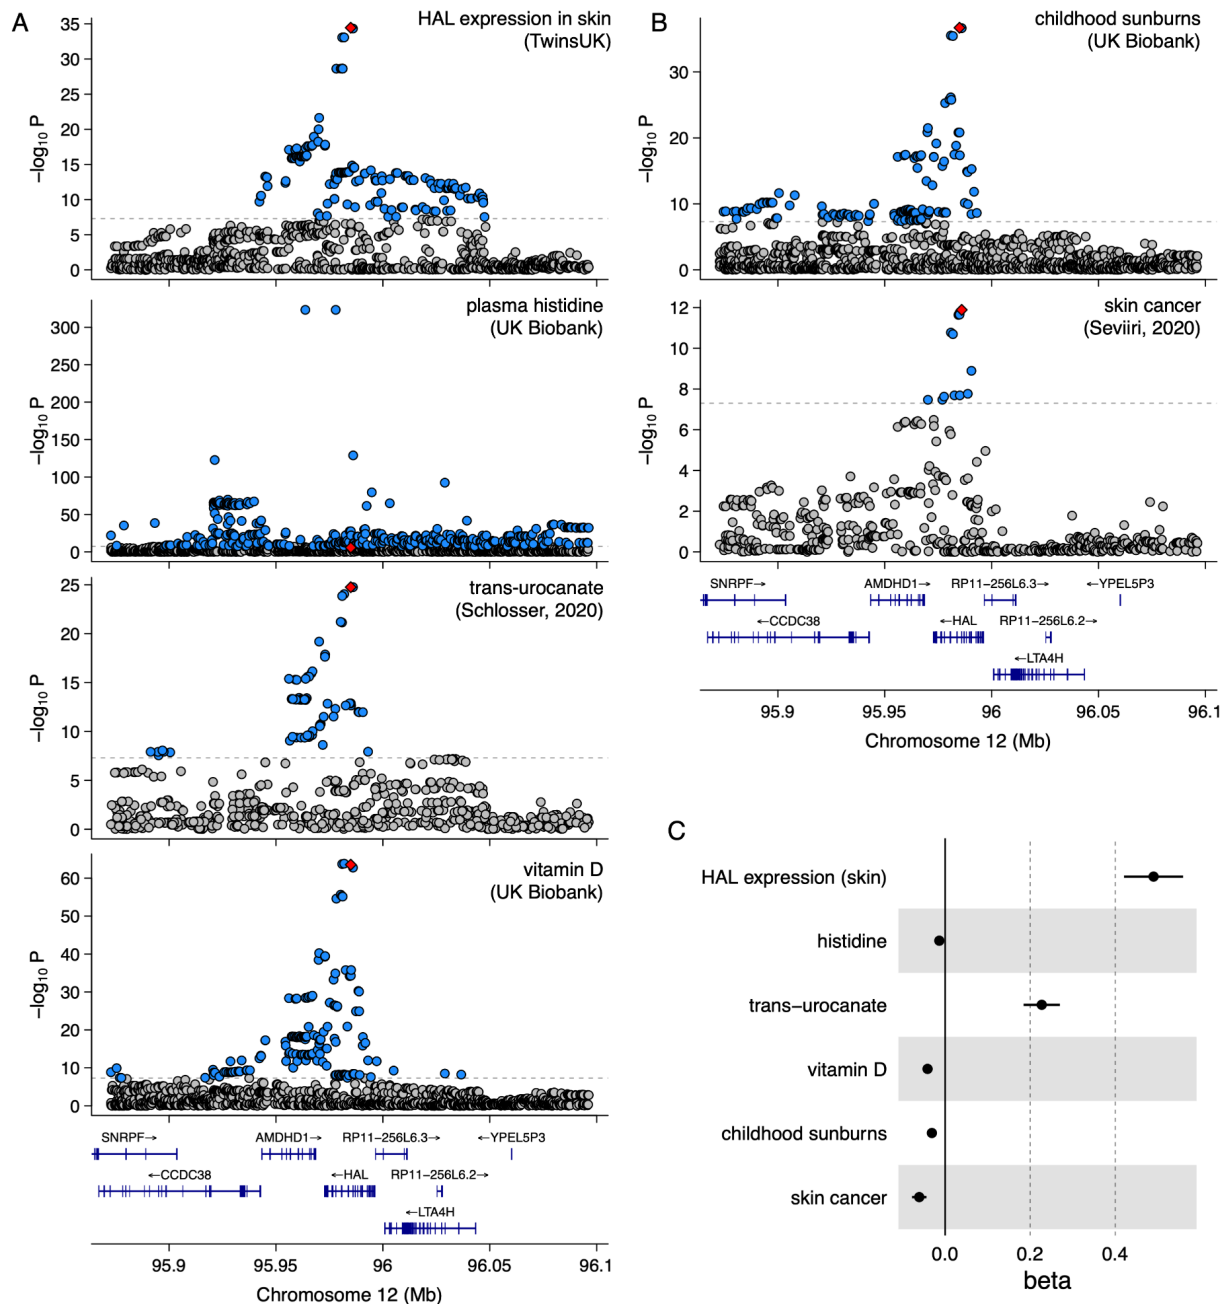 A
HAL expression in skin
(TwinsUK)
−log10 P
35
30
25
20
15
10
5
0
plasma histidine
(UK Biobank)
−log10 P
300
250
200
150
100
50
0
trans-urocanate
(Schlosser, 2020)
−log10 P
25
20
15
10
5
0
vitamin D
(UK Biobank)
−log10 P
60
50
40
30
20
10
0
SNRPF→
AMDHD1→
RP11−256L6.3→
←YPEL5P3
←CCDC38
←HAL
RP11−256L6.2→
←LTA4H
95.9
95.95
96
96.05
96.1
Chromosome 12 (Mb)
B
childhood sunburns
(UK Biobank)
−log10 P
30
20
10
0
skin cancer
(Seviiri, 2020)
−log10 P
12
10
8
6
4
2
0
SNRPF→
AMDHD1→
RP11−256L6.3→
←YPEL5P3
←CCDC38
←HAL
RP11−256L6.2→
←LTA4H
95.9
95.95
96
96.05
96.1
Chromosome 12 (Mb)
C
HAL expression (skin)
histidine
trans−urocanate
vitamin D
childhood sunburns
skin cancer
0.0
0.2
0.4
beta